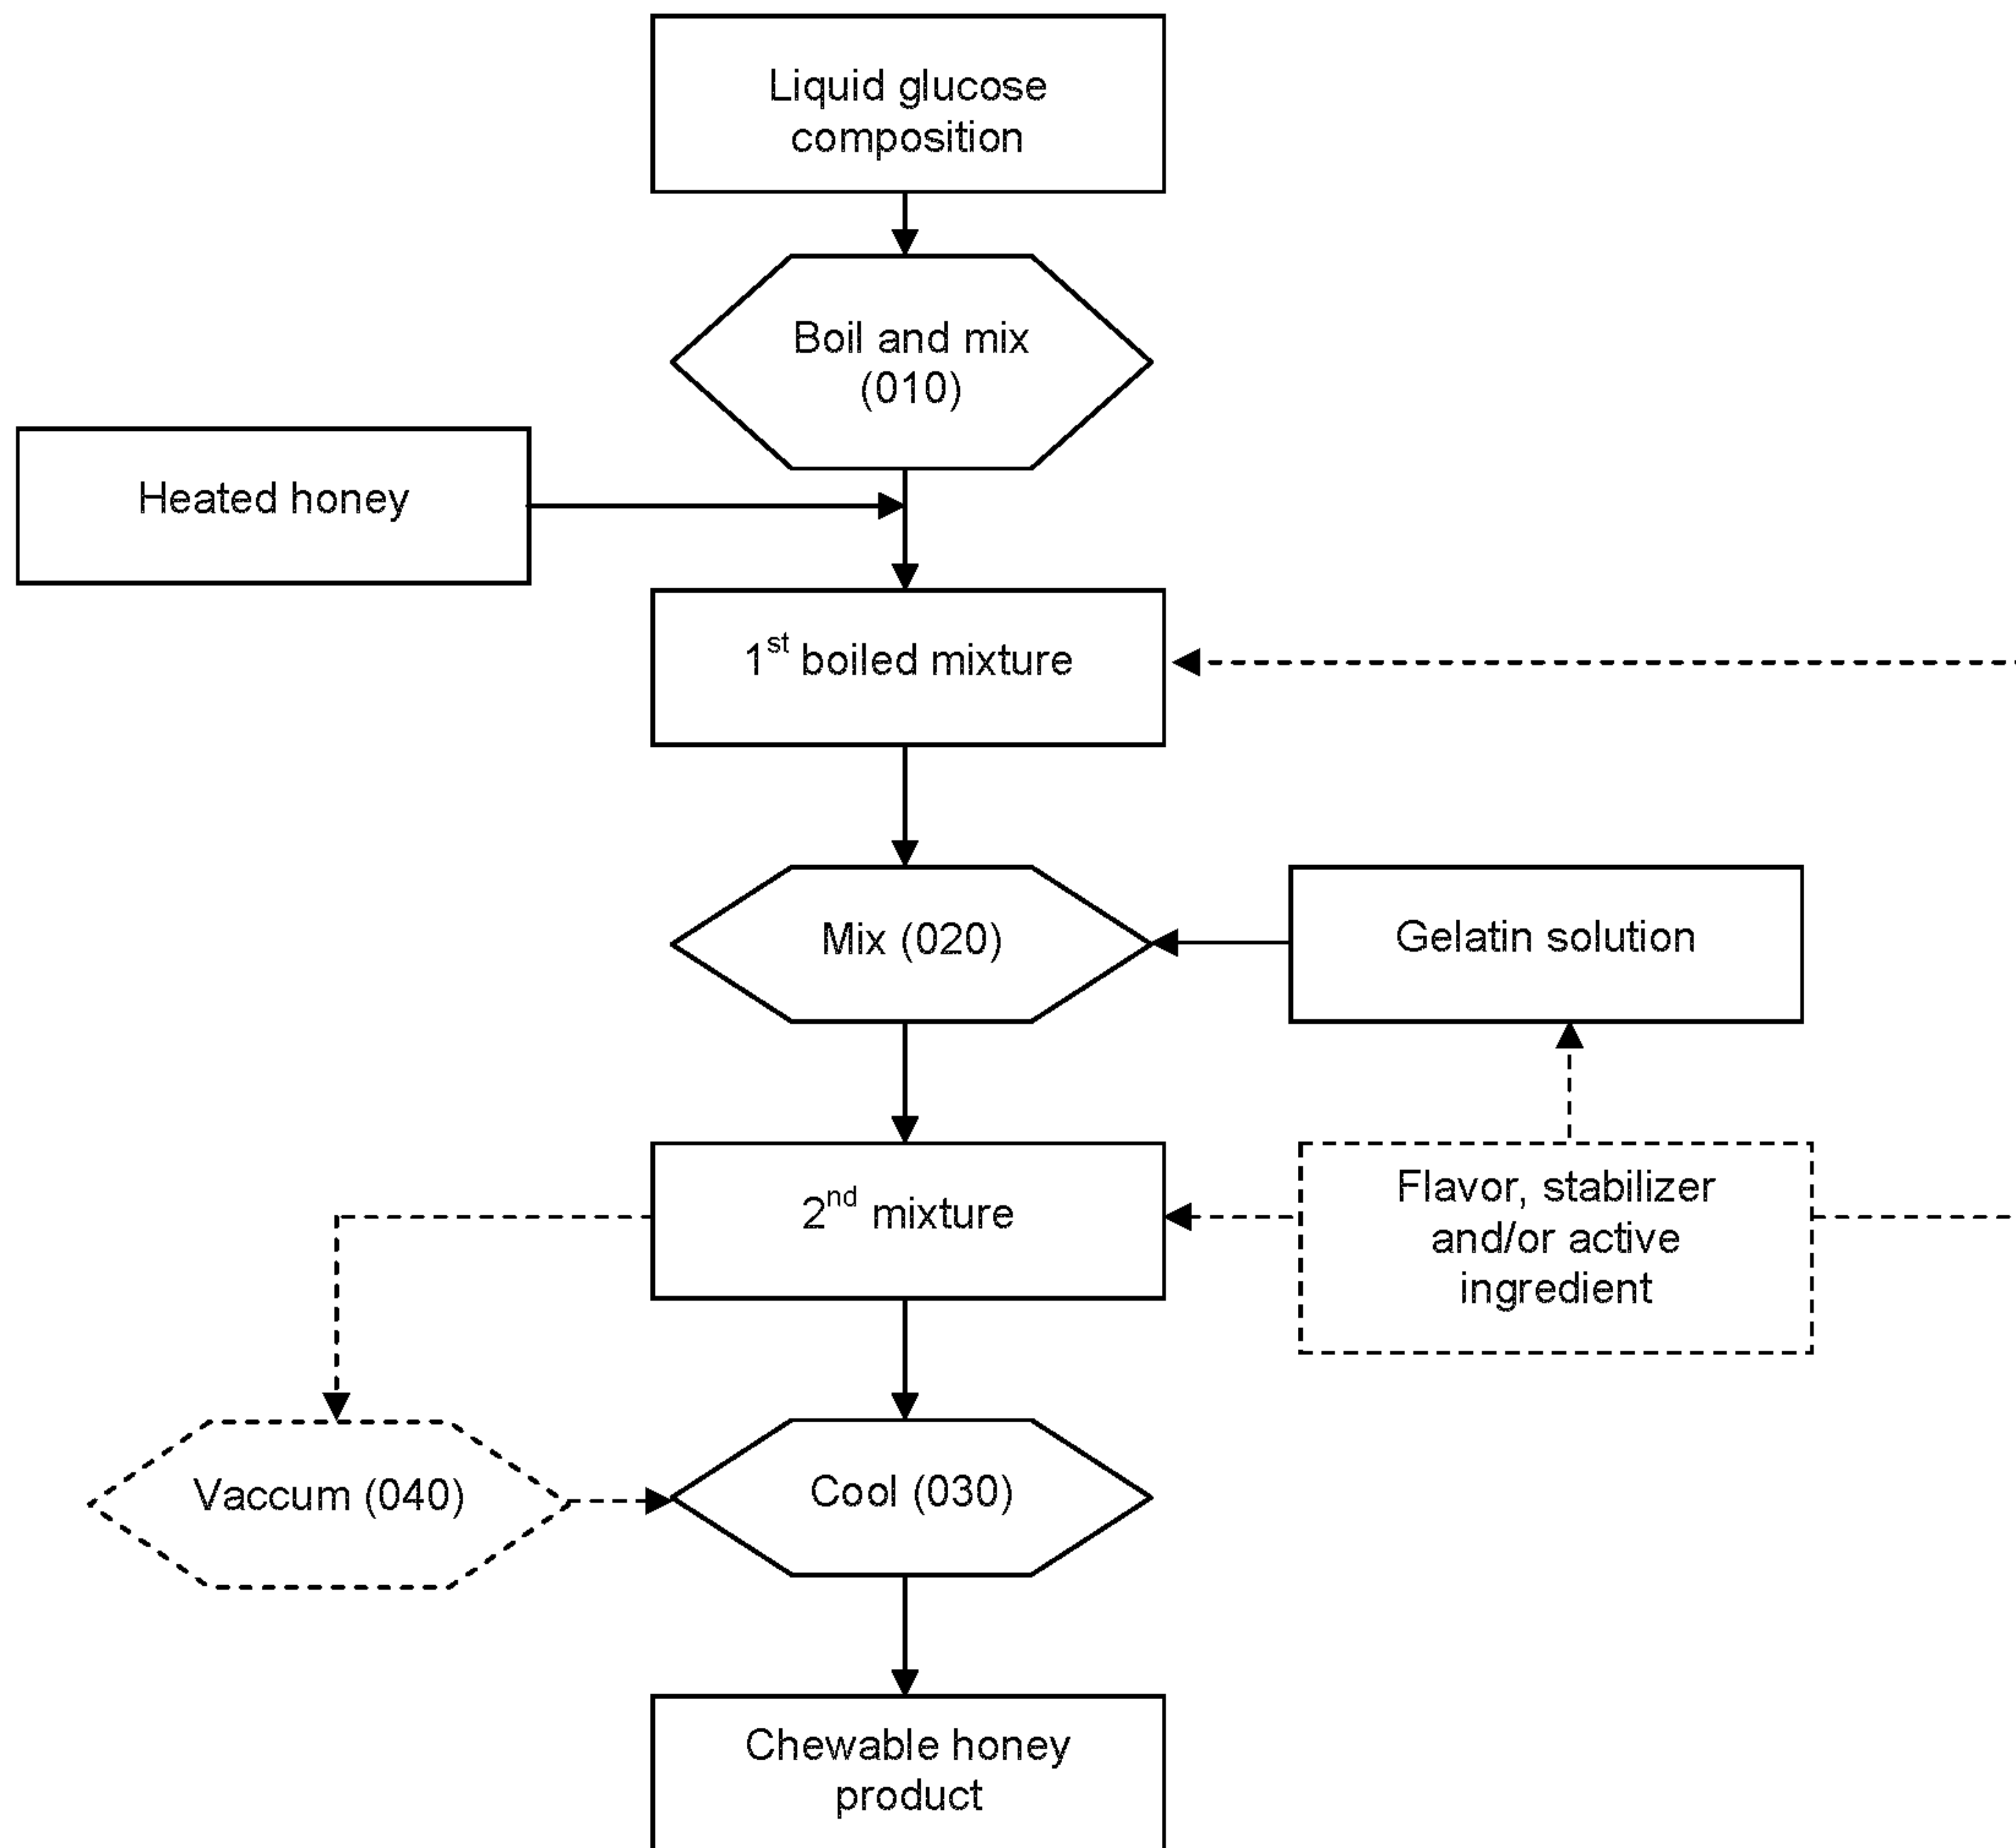 Liquid glucose
composition
Boil and mix
(010)
Heated honey
1st boiled mixture
Mix (020)
Gelatin solution
2nd mixture
Flavor, stabilizer
and/or active
ingredient
Vaccum (040)
Cool (030)
Chewable honey
product